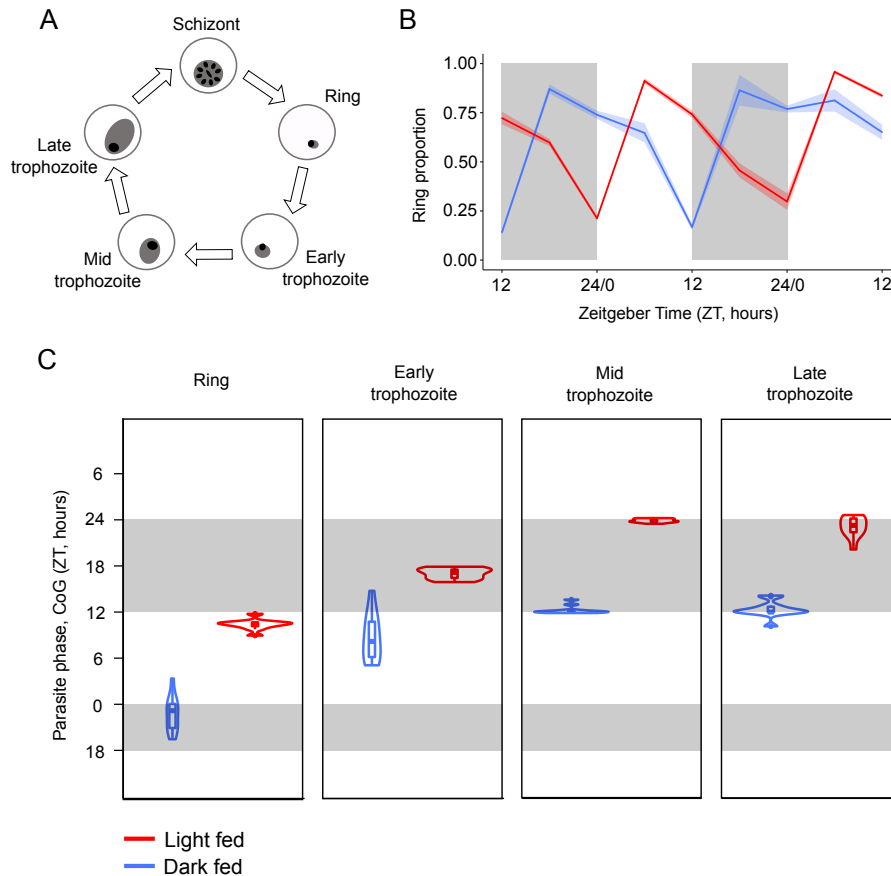 A
Schizont
Ring
Early
trophozoite
Mid
trophozoite
Late
trophozoite
B
Ring proportion
1.00
0.75
0.50
0.25
0.00
12
24/0
12
24/0
12
Zeitgeber Time (ZT, hours)
C
Ring
Early
trophozoite
Mid
trophozoite
Late
trophozoite
Parasite phase, CoG (ZT, hours)
6
24
18
12
6
0
18
Light fed
Dark fed